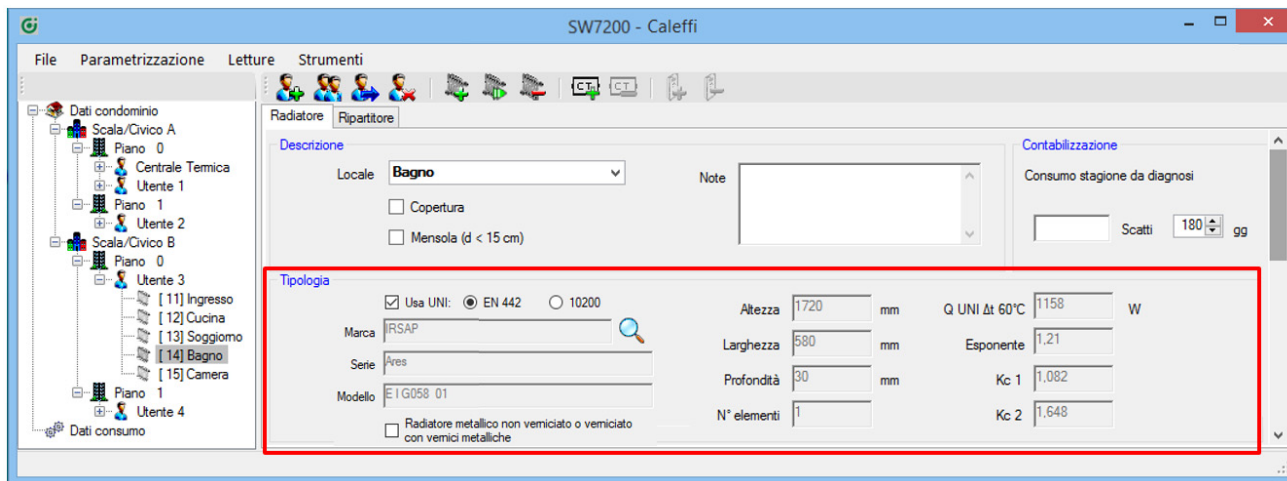 SW7200 - Caleffi
File Parametrizzazione Letture Strumenti
Dati condominio
Scala/Civico A
Piano 0
Centrale Termica
Utente 1
Piano 1
Utente 2
Scala/Civico B
Piano 0
Utente 3
[ 11] Ingresso
[ 12] Cucina
[ 13] Soggiorno
[ 14] Bagno
[ 15] Camera
Piano 1
Utente 4
Dati consumo
CT CT
Radiatore Ripartitore
Descrizione
Locale Bagno
Copertura
Mensola (d < 15 cm)
Note
Contabilizzazione
Consumo stagione da diagnosi
Scatti 180 gg
Tipologia
Usa UNI: EN 442 10200
Marca IRSAP
Serie Ares
Modello E I G058 01
Radiatore metallico non verniciato o verniciato
con vernici metalliche
Altezza 1720 mm
Larghezza 580 mm
Profondità 30 mm
N° elementi 1
Q UNI Δt 60°C 1158 W
Esponente 1,21
Kc 1 1,082
Kc 2 1,648